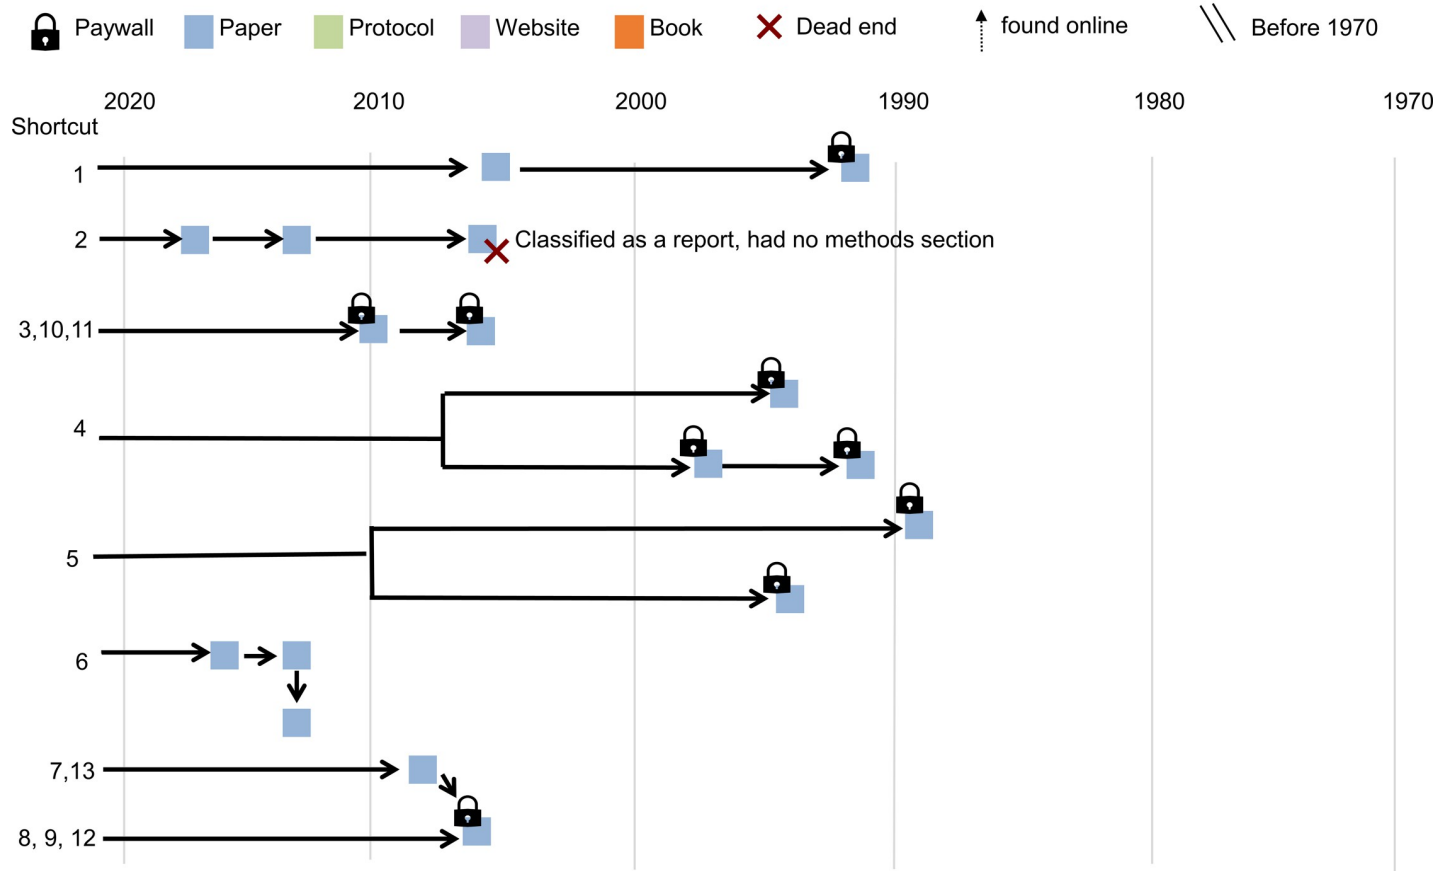 Paywall Paper Protocol Website Book Dead end found online Before 1970
2020 2010 2000 1990 1980 1970
Shortcut
1
2 Classified as a report, had no methods section
3,10,11
4
5
6
7,13
8, 9, 12